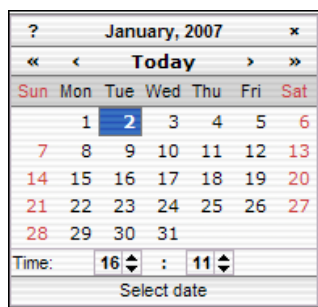 ? January, 2007 ×
« ‹ Today › »
Sun Mon Tue Wed Thu Fri Sat
1 2 3 4 5 6
7 8 9 10 11 12 13
14 15 16 17 18 19 20
21 22 23 24 25 26 27
28 29 30 31
Time: 16 : 11
Select date